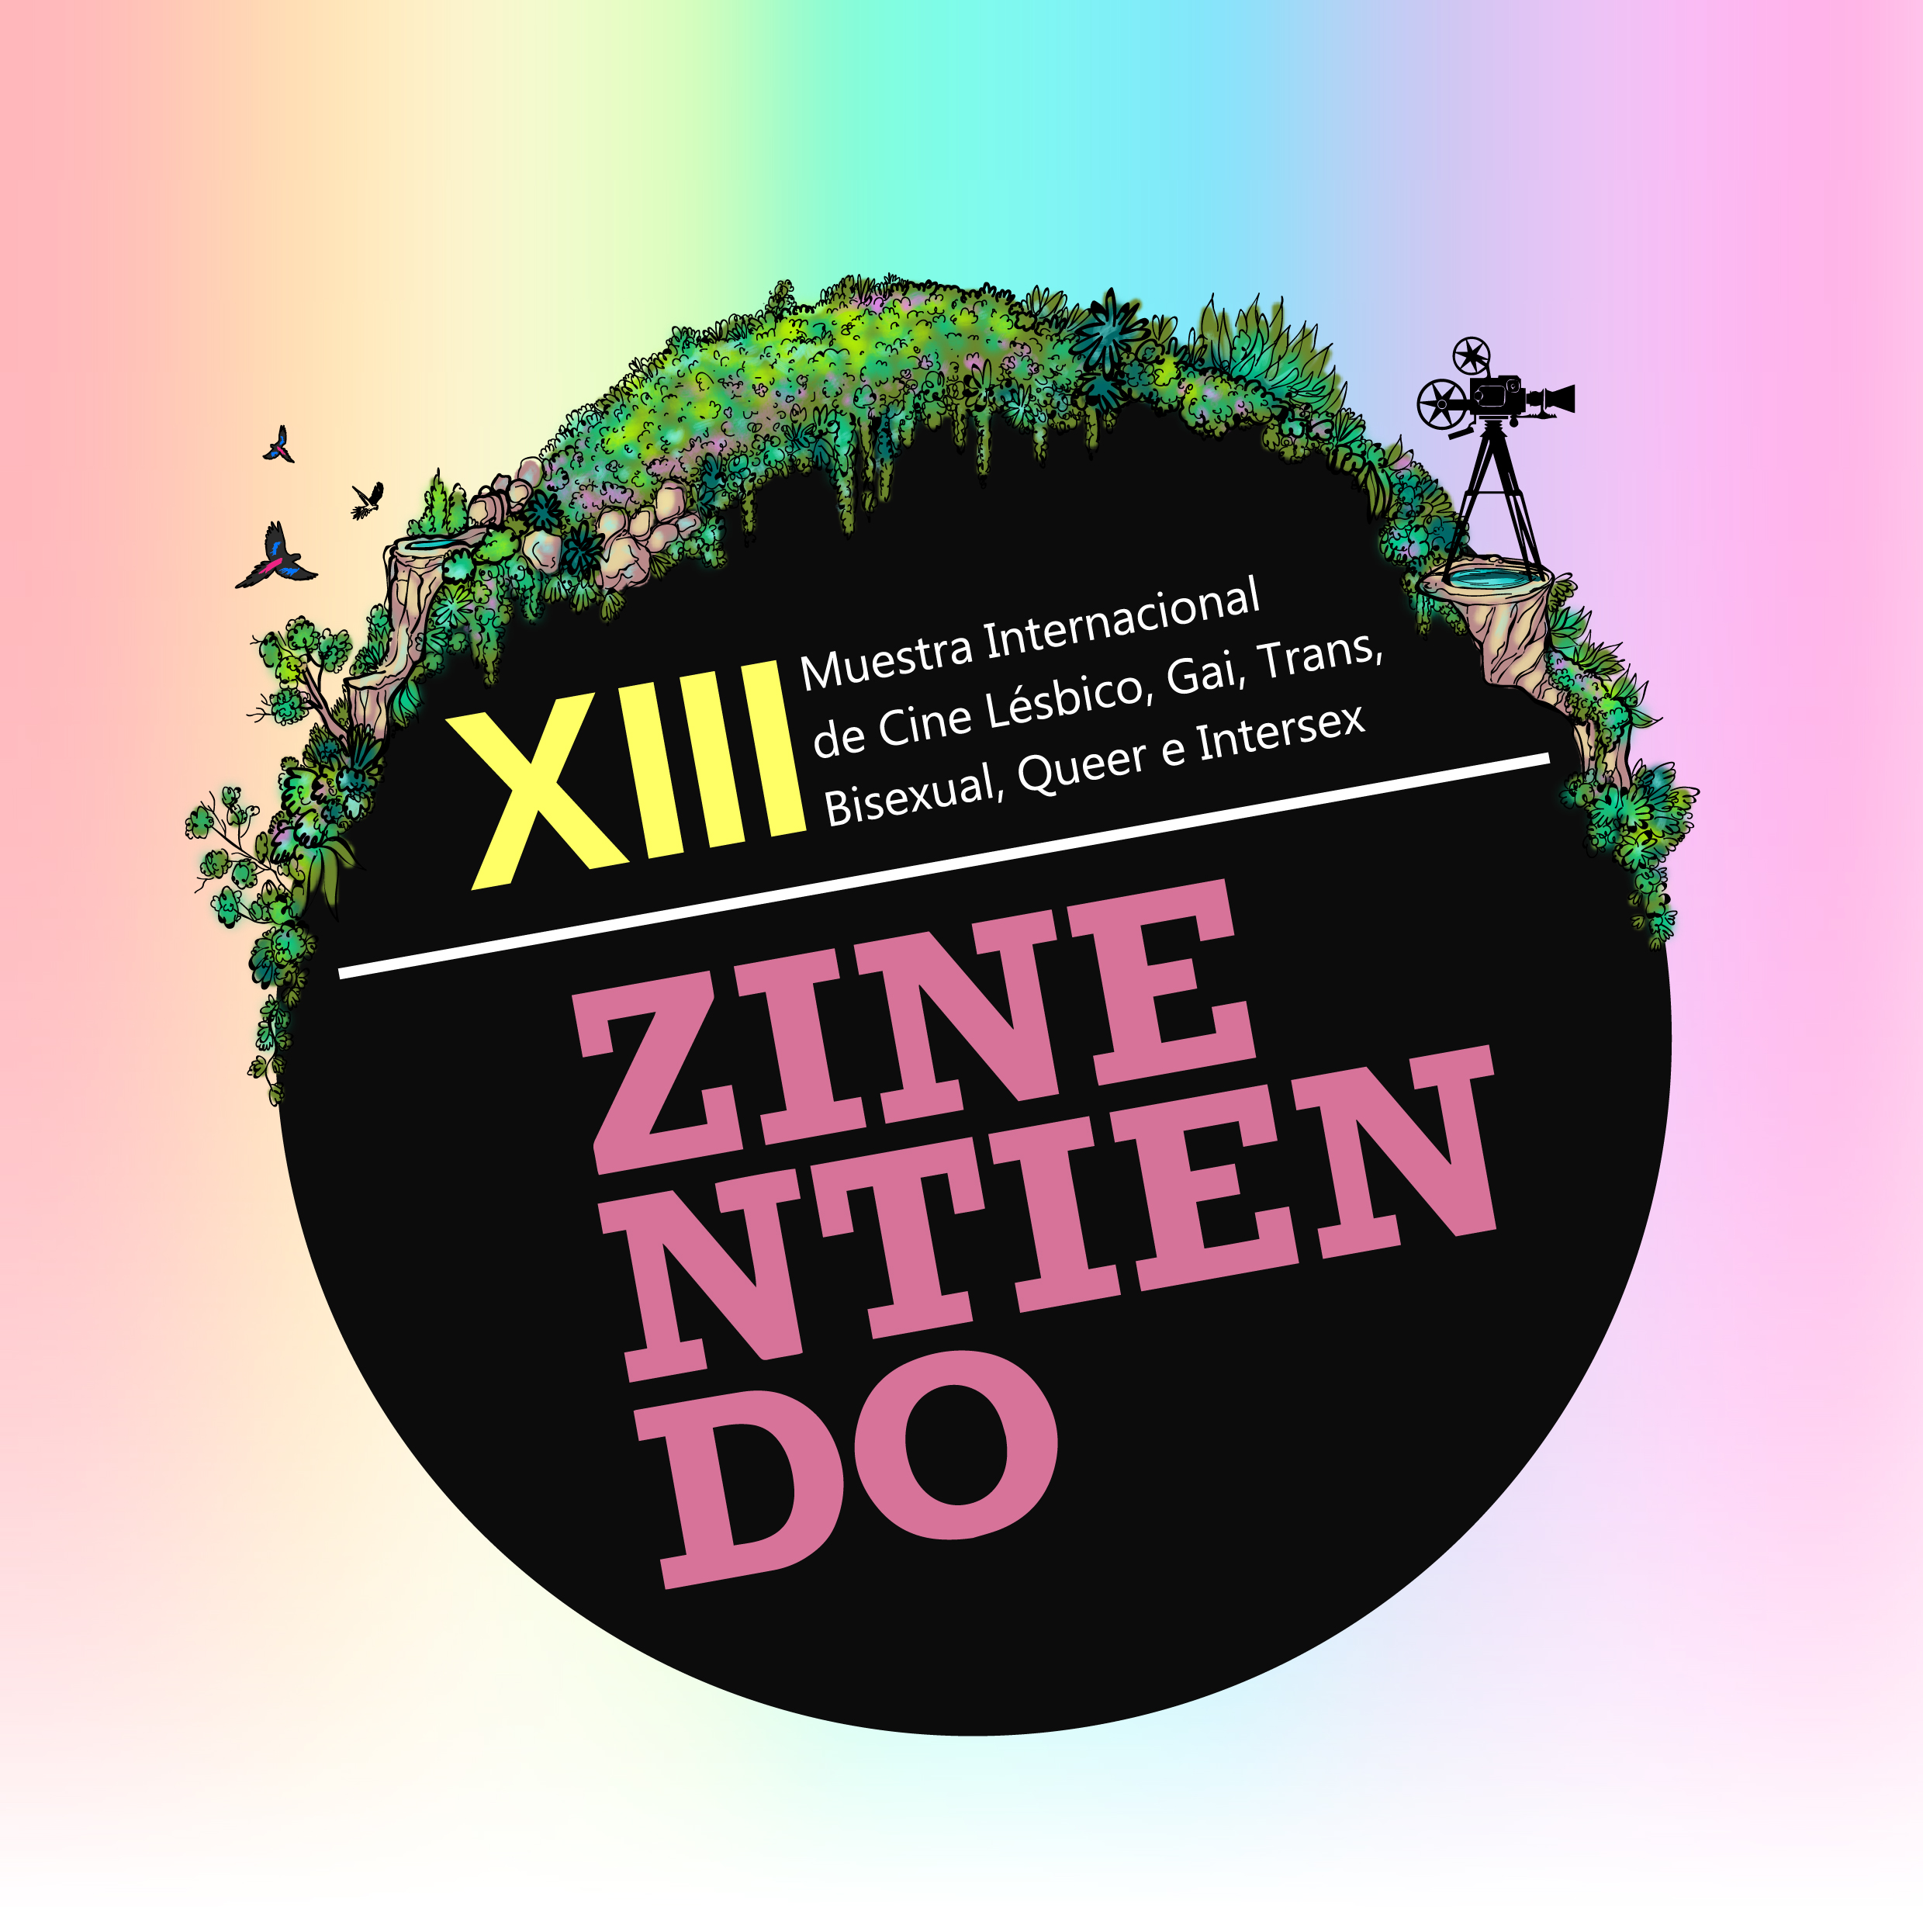 XIII
Muestra Internacional
de Cine Lésbico, Gai, Trans,
Bisexual, Queer e Intersex
ZINE
NTIEN
DO